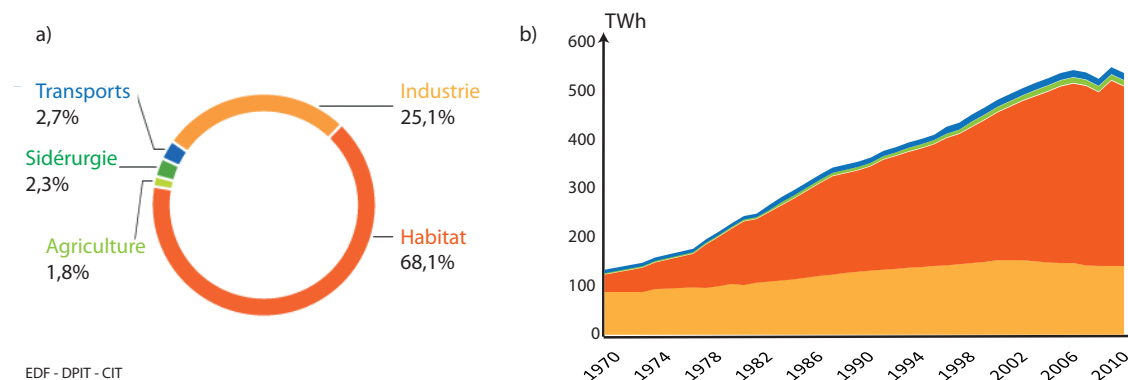 a)
Transports
2,7%
Sidérurgie
2,3%
Agriculture
1,8%
Industrie
25,1%
Habitat
68,1%
EDF - DPIT - CIT
b)
TWh
600
500
400
300
200
100
0
1970
1974
1978
1982
1986
1990
1994
1998
2002
2006
2010